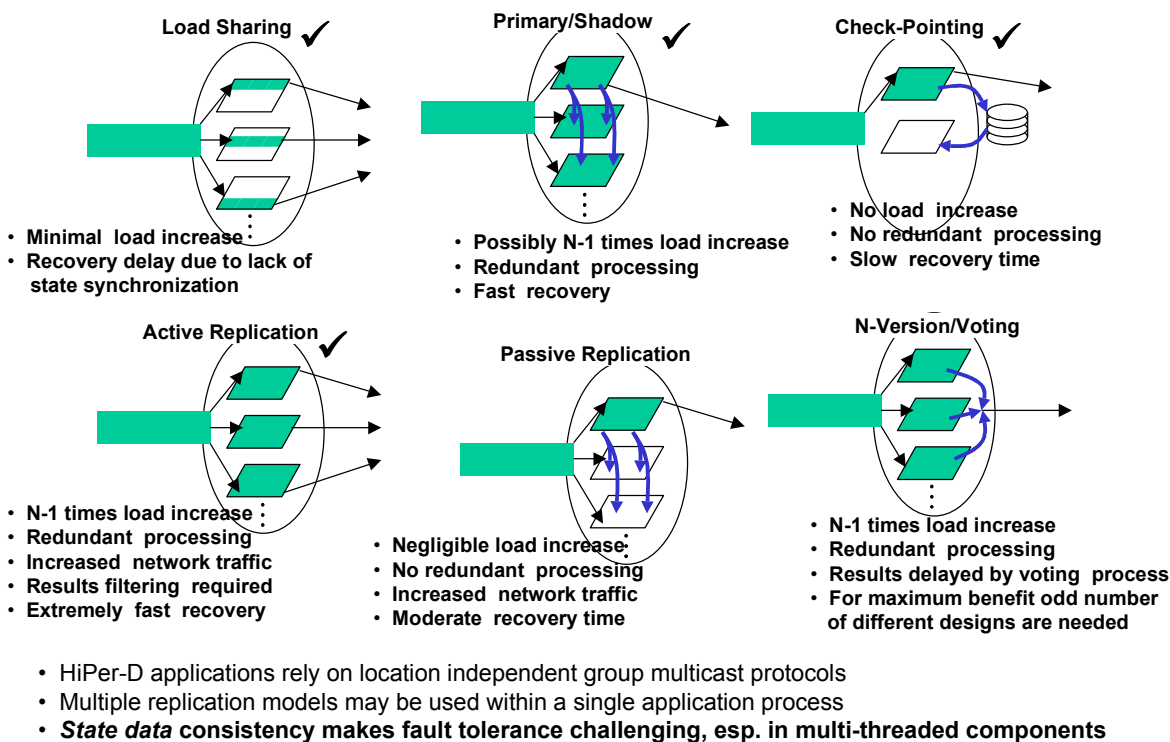 Load Sharing
• Minimal load increase
• Recovery delay due to lack of
state synchronization
Primary/Shadow
• Possibly N-1 times load increase
• Redundant processing
• Fast recovery
Check-Pointing
• No load increase
• No redundant processing
• Slow recovery time
Active Replication
• N-1 times load increase
• Redundant processing
• Increased network traffic
• Results filtering required
• Extremely fast recovery
Passive Replication
• Negligible load increase
• No redundant processing
• Increased network traffic
• Moderate recovery time
N-Version/Voting
• N-1 times load increase
• Redundant processing
• Results delayed by voting process
• For maximum benefit odd number
of different designs are needed
• HiPer-D applications rely on location independent group multicast protocols
• Multiple replication models may be used within a single application process
• State data consistency makes fault tolerance challenging, esp. in multi-threaded components